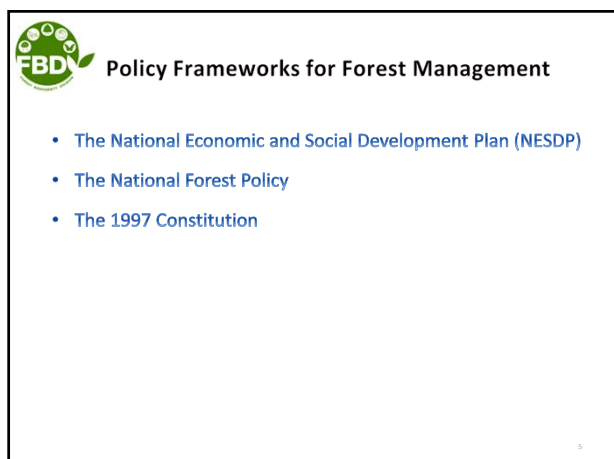 FBD
Policy Frameworks for Forest Management
• The National Economic and Social Development Plan (NESDP)
• The National Forest Policy
• The 1997 Constitution
5